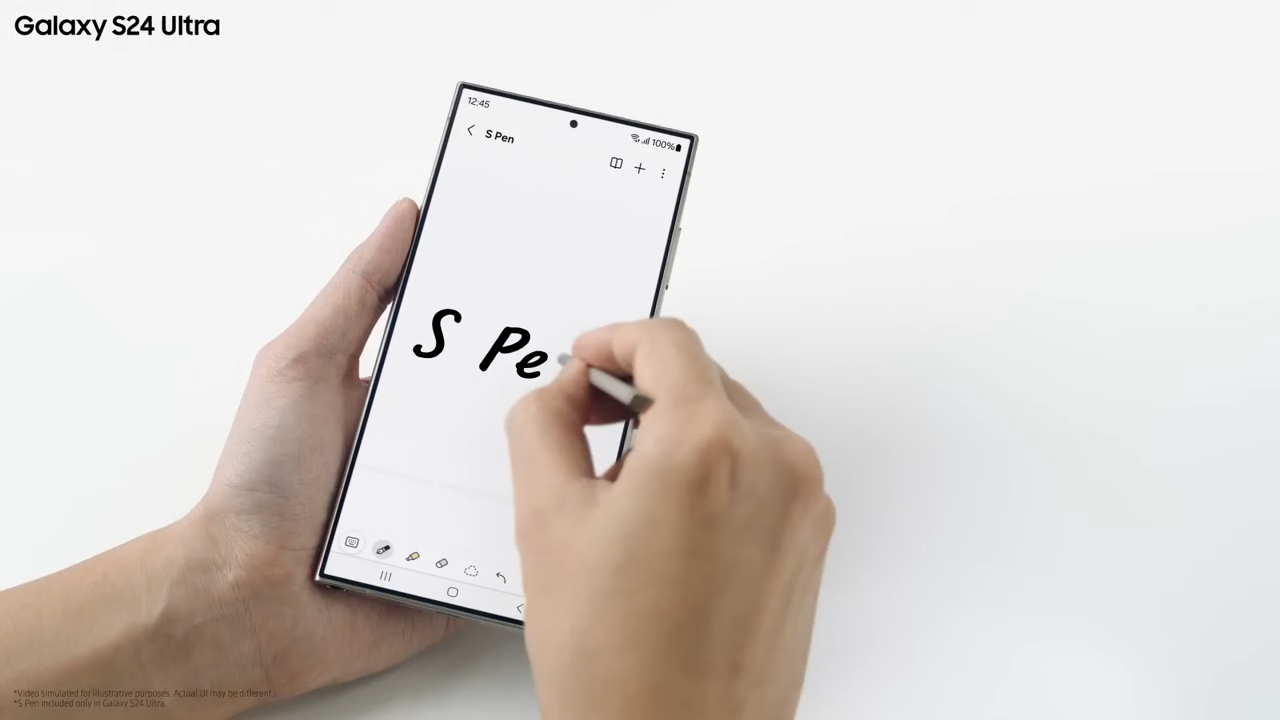 Galaxy S24 Ultra
12:45
100%
S Pen
S Pe
*Video simulated for illustrative purposes. Actual UI may be different.
*S Pen included only in Galaxy S24 Ultra.